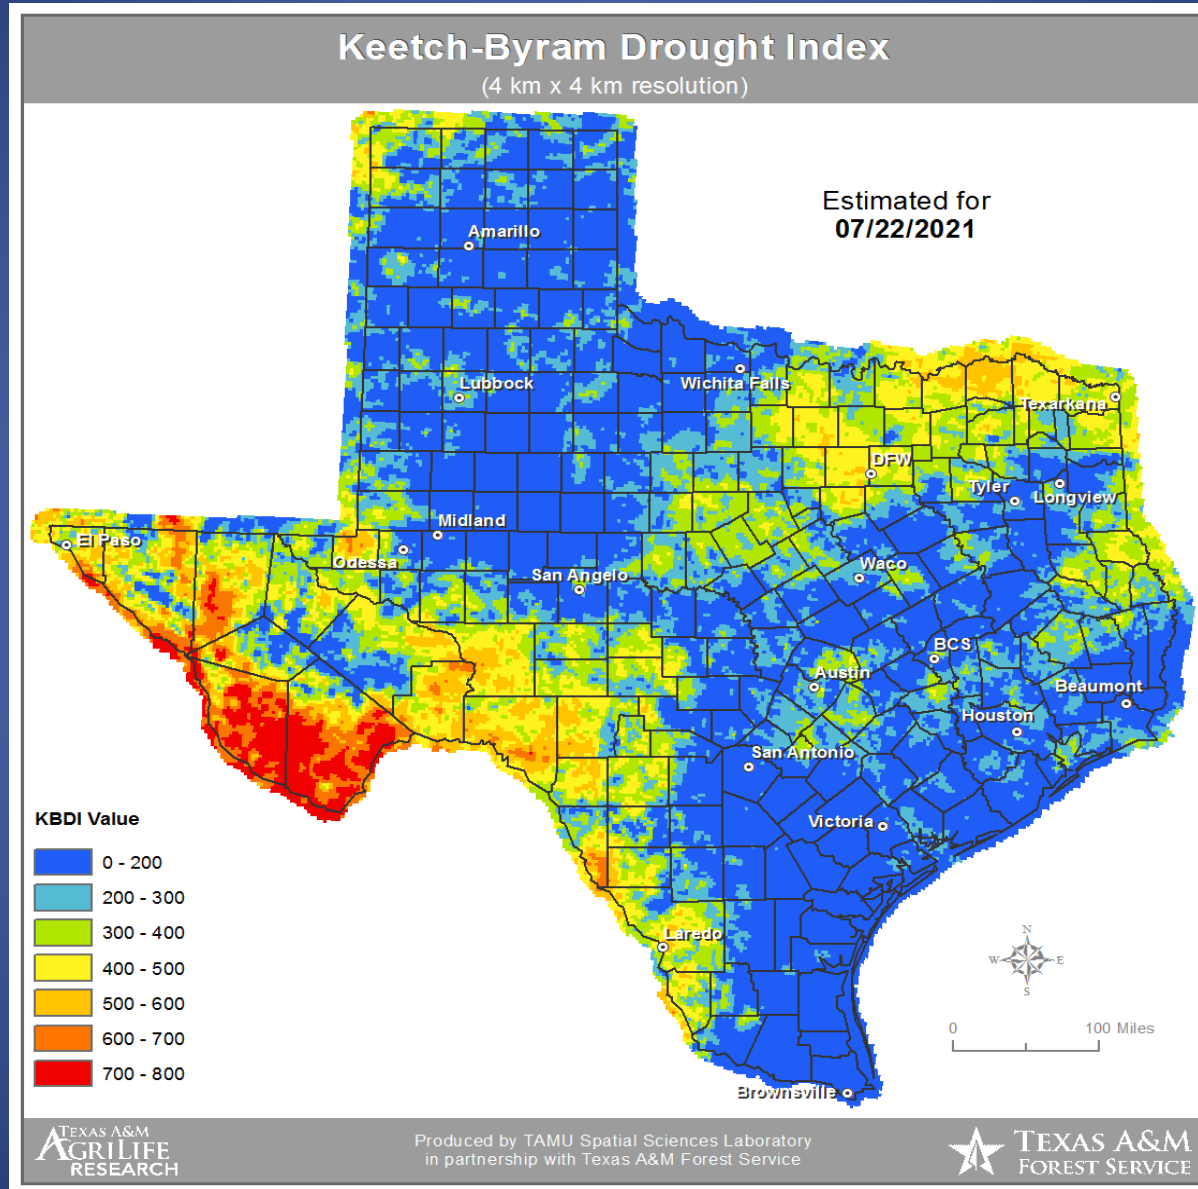 Keetch-Byram Drought Index
(4 km x 4 km resolution)
Estimated for
07/22/2021
Amarillo
Lubbock
Wichita Falls
Texarkana
DFW
Tyler
Longview
Midland
El Paso
Odessa
San Angelo
Waco
BCS
Austin
Beaumont
Houston
San Antonio
Victoria
Laredo
Brownsville
KBDI Value
0 - 200
200 - 300
300 - 400
400 - 500
500 - 600
600 - 700
700 - 800
N
W E
S
0 100 Miles
TEXAS A&M
AGRILIFE
RESEARCH
Produced by TAMU Spatial Sciences Laboratory
in partnership with Texas A&M Forest Service
TEXAS A&M
FOREST SERVICE